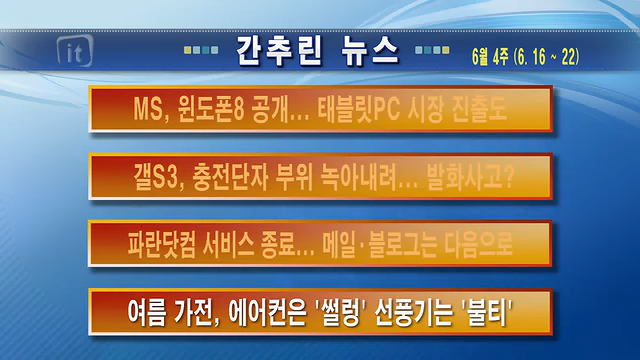 it
간추린 뉴스
6월 4주 (6. 16 ~ 22)
MS, 윈도폰8 공개... 태블릿PC 시장 진출도
갤S3, 충전단자 부위 녹아내려... 발화사고?
파란닷컴 서비스 종료... 메일·블로그는 다음으로
여름 가전, 에어컨은 '썰렁' 선풍기는 '불티'